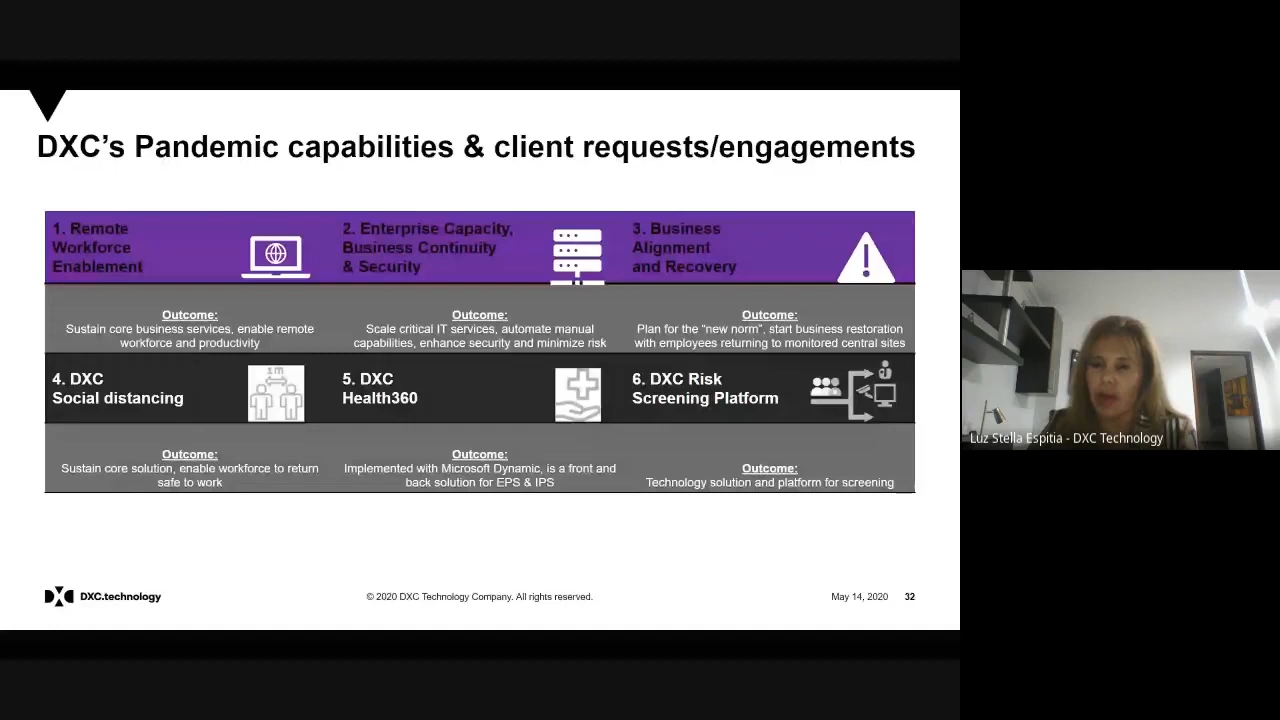 DXC’s Pandemic capabilities & client requests/engagements
1. Remote
Workforce
Enablement
2. Enterprise Capacity,
Business Continuity
& Security
3. Business
Alignment
and Recovery
Outcome:
Sustain core business services, enable remote
workforce and productivity
Outcome:
Scale critical IT services, automate manual
capabilities, enhance security and minimize risk
Outcome:
Plan for the “new norm”, start business restoration
with employees returning to monitored central sites
4. DXC
Social distancing
1m
5. DXC
Health360
6. DXC Risk
Screening Platform
Outcome:
Sustain core solution, enable workforce to return
safe to work
Outcome:
Implemented with Microsoft Dynamic, is a front and
back solution for EPS & IPS
Outcome:
Technology solution and platform for screening
DXC.technology
© 2020 DXC Technology Company. All rights reserved.
May 14, 2020 32
Luz Stella Espitia - DXC Technology